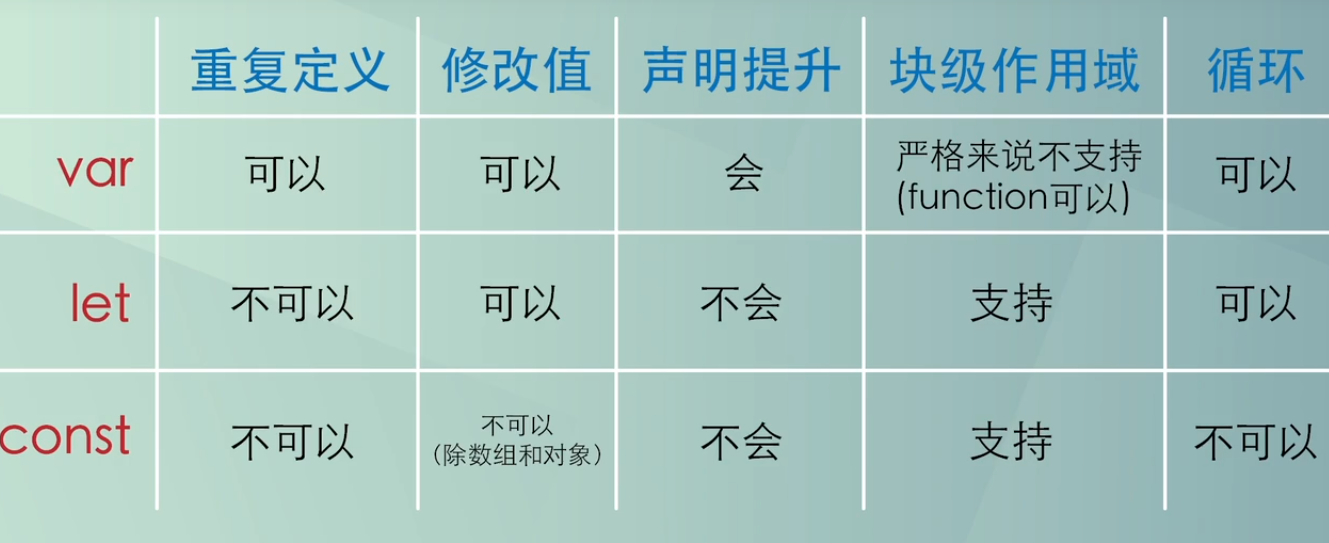 重复定义 修改值 声明提升 块级作用域 循环
var 可以 可以 会 严格来说不支持 可以
(function可以)
let 不可以 可以 不会 支持 可以
const 不可以 不可以 不会 支持 不可以
（除数组和对象）